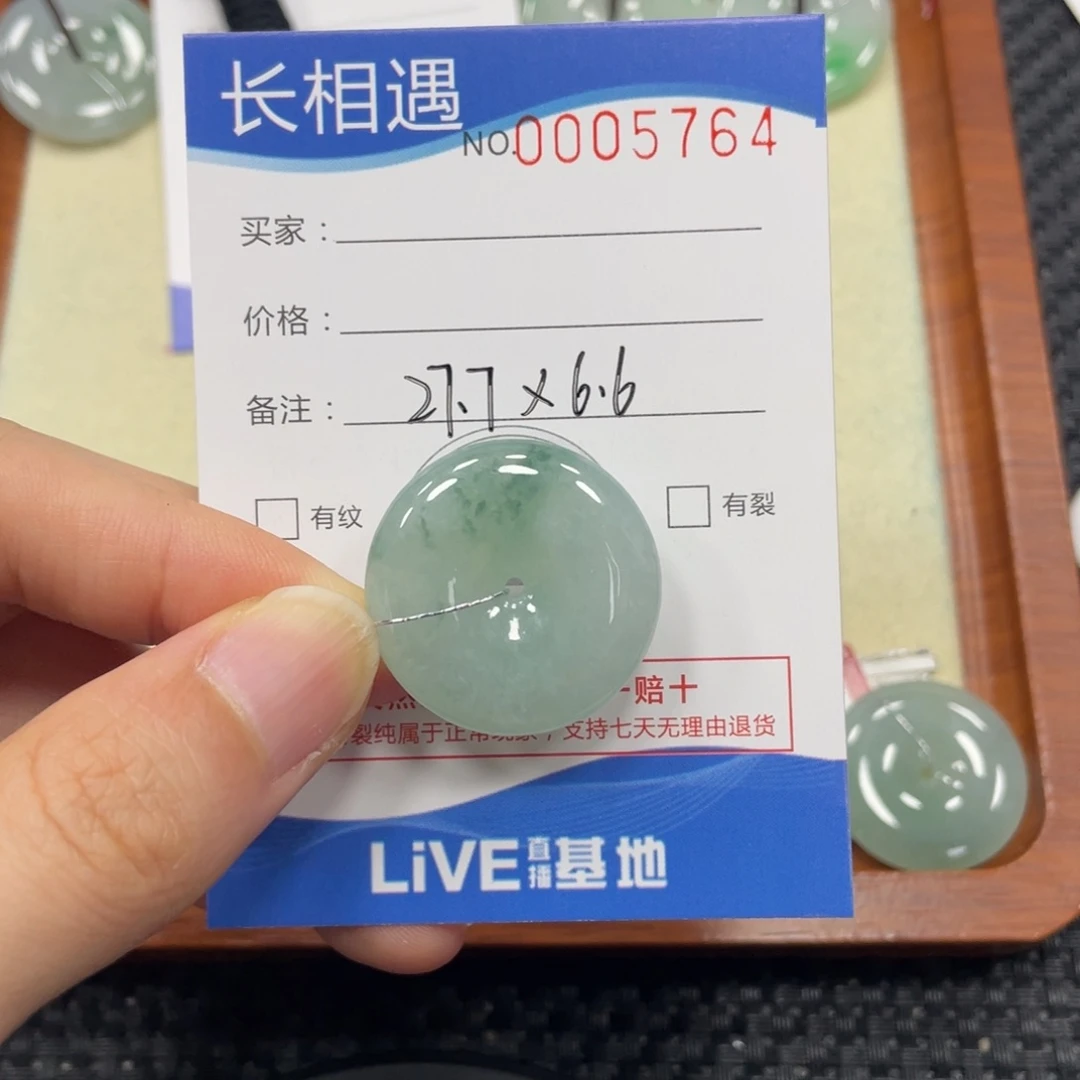 长相遇
NO.0005764
买家：
价格：
备注： 27.7×6.6
有纹
有裂
一赔十
裂纯属于正常现象，支持七天无理由退货
LiVE直播基地